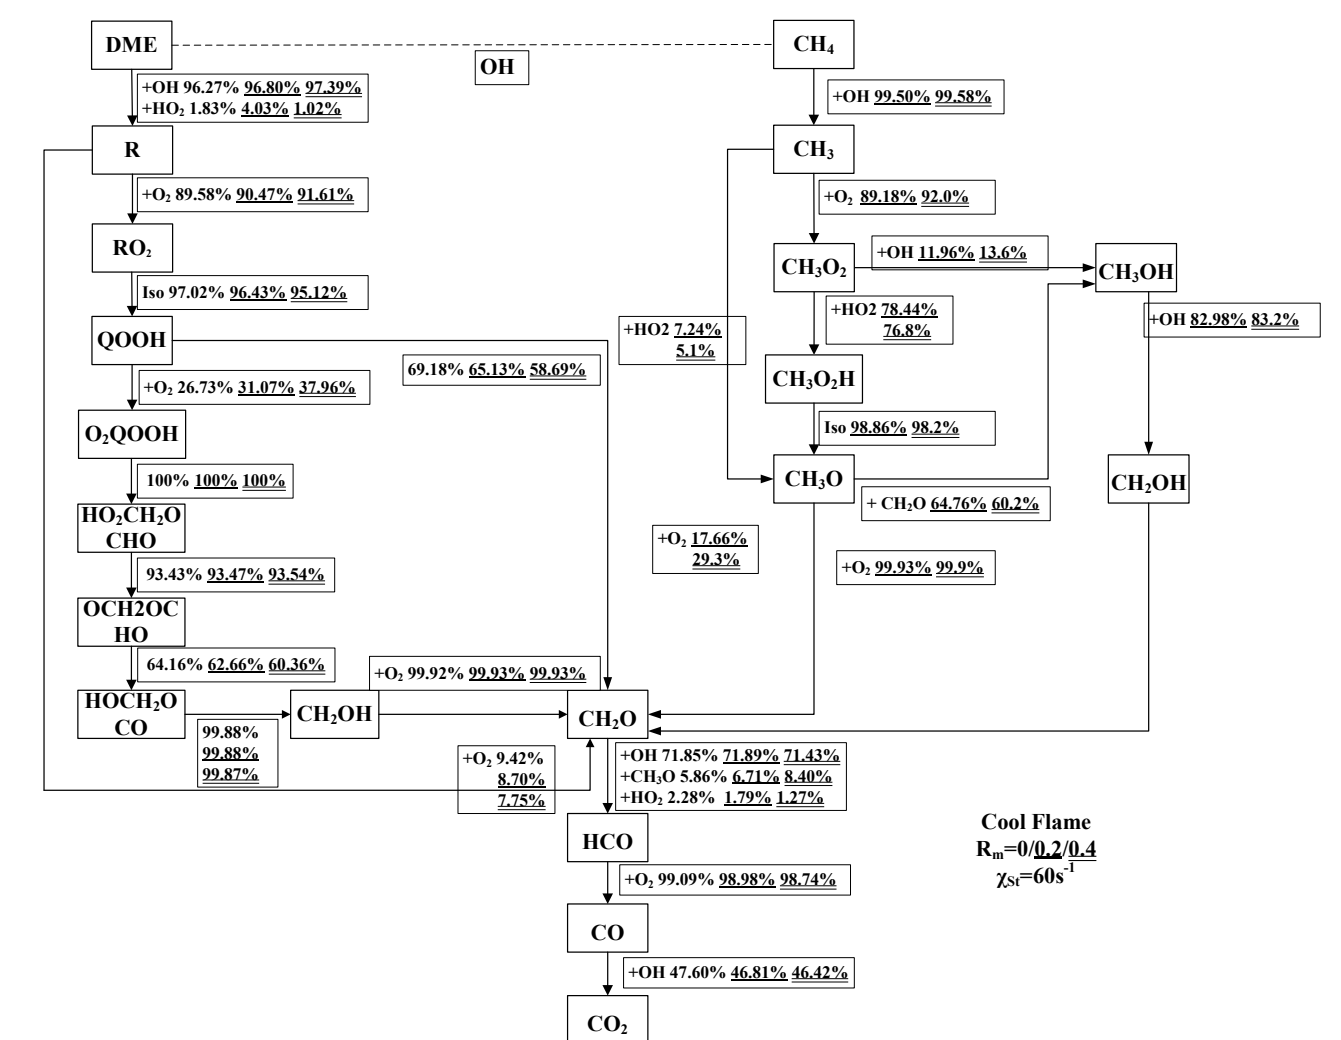 DME
CH₄
OH
+OH 96.27% 96.80% 97.39%
+HO₂ 1.83% 4.03% 1.02%
+OH 99.50% 99.58%
R
CH₃
+O₂ 89.58% 90.47% 91.61%
+O₂ 89.18% 92.0%
RO₂
CH₃O₂
+OH 11.96% 13.6%
CH₃OH
Iso 97.02% 96.43% 95.12%
+HO2 78.44%
76.8%
+HO2 7.24%
5.1%
+OH 82.98% 83.2%
QOOH
69.18% 65.13% 58.69%
CH₃O₂H
+O₂ 26.73% 31.07% 37.96%
O₂QOOH
Iso 98.86% 98.2%
100% 100% 100%
CH₃O
CH₂OH
+ CH₂O 64.76% 60.2%
HO₂CH₂O
CHO
+O₂ 17.66%
29.3%
+O₂ 99.93% 99.9%
93.43% 93.47% 93.54%
OCH2OC
HO
64.16% 62.66% 60.36%
+O₂ 99.92% 99.93% 99.93%
HOCH₂O
CO
CH₂OH
CH₂O
99.88%
99.88%
99.87%
+O₂ 9.42%
8.70%
7.75%
+OH 71.85% 71.89% 71.43%
+CH₃O 5.86% 6.71% 8.40%
+HO₂ 2.28% 1.79% 1.27%
HCO
Cool Flame
Rₘ=0/0.2/0.4
χSt=60s⁻¹
+O₂ 99.09% 98.98% 98.74%
CO
+OH 47.60% 46.81% 46.42%
CO₂